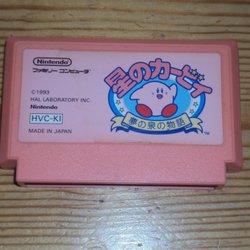 Nintendo
ファミリー コンピュータ
©1993
HAL LABORATORY INC.
Nintendo
HVC-KI
MADE IN JAPAN
星のカービィ
夢の泉の物語